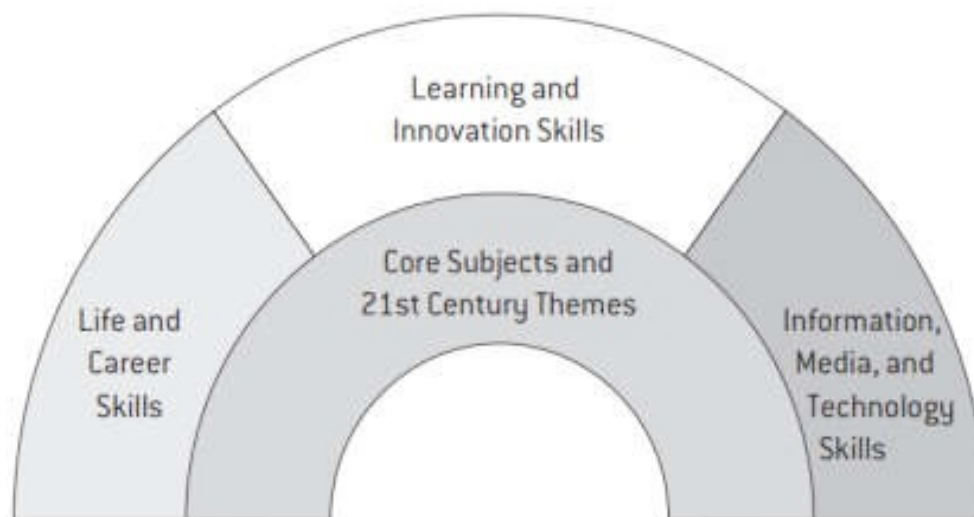 Learning and
Innovation Skills
Core Subjects and
21st Century Themes
Life and
Career
Skills
Information,
Media, and
Technology
Skills